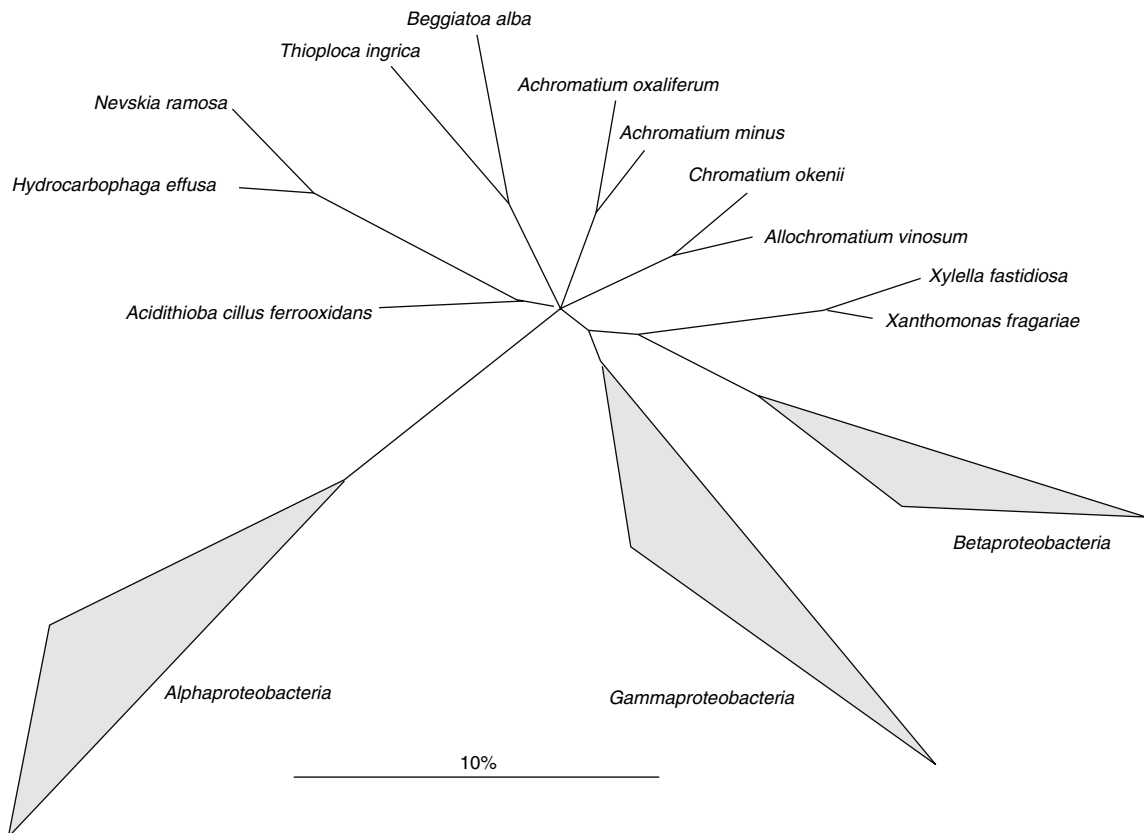 Beggiatoa alba
Thioploca ingrica
Achromatium oxaliferum
Nevskia ramosa
Achromatium minus
Chromatium okenii
Hydrocarbophaga effusa
Allochromatium vinosum
Xylella fastidiosa
Acidithioba cillus ferrooxidans
Xanthomonas fragariae
Betaproteobacteria
Alphaproteobacteria
Gammaproteobacteria
10%